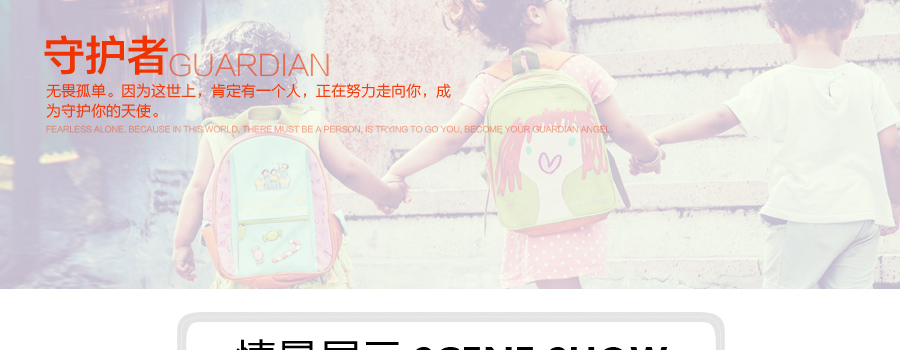 守护者GUARDIAN
无畏孤单。因为这世上，肯定有一个人，正在努力走向你，成
为守护你的天使。
FEARLESS ALONE. BECAUSE IN THIS WORLD, THERE MUST BE A PERSON, IS TRYING TO GO YOU, BECOME YOUR GUARDIAN ANGEL.
情景展示 SCENE SHOW